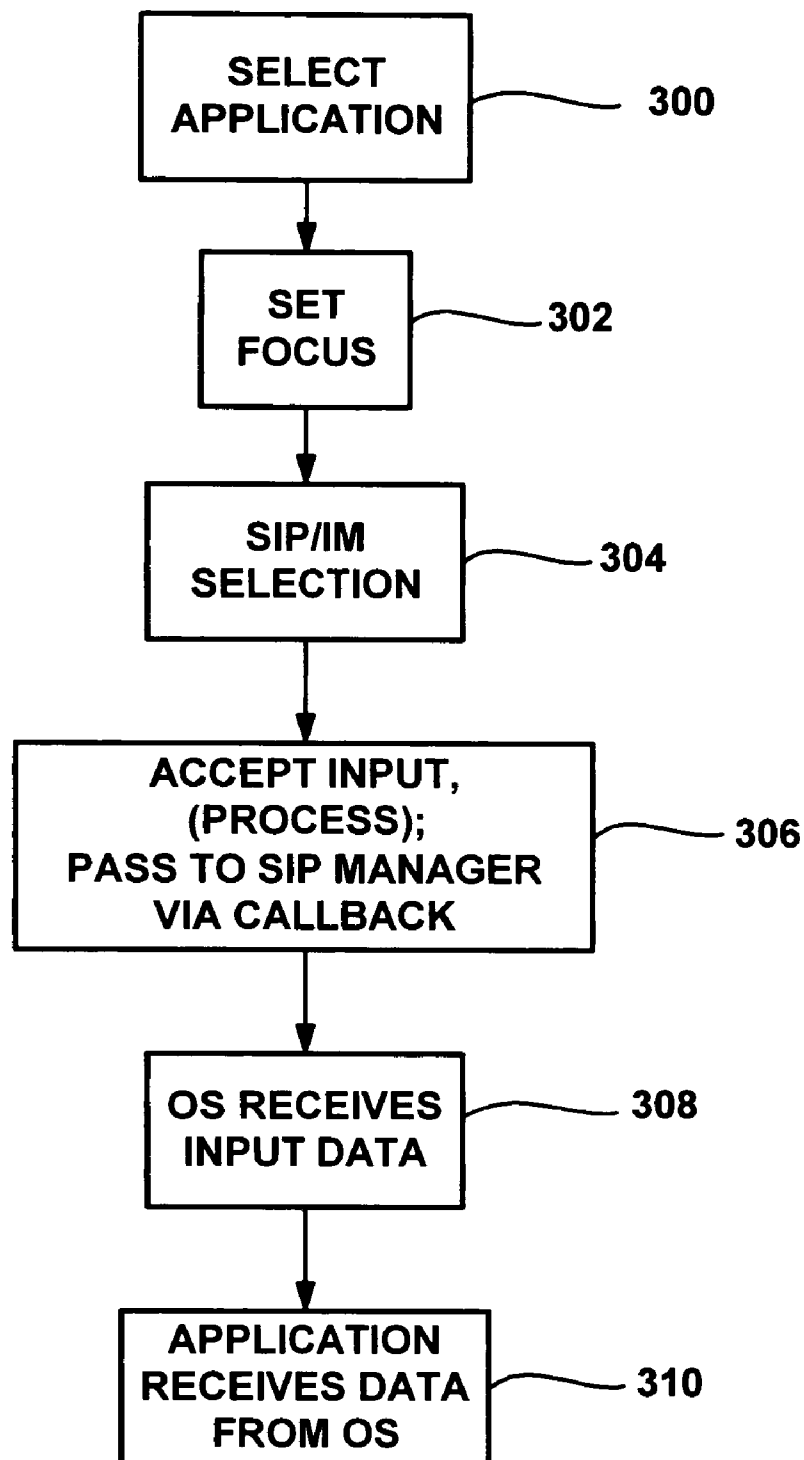 SELECT
APPLICATION
300
SET
FOCUS
302
SIP/IM
SELECTION
304
ACCEPT INPUT,
(PROCESS);
PASS TO SIP MANAGER
VIA CALLBACK
306
OS RECEIVES
INPUT DATA
308
APPLICATION
RECEIVES DATA
FROM OS
310